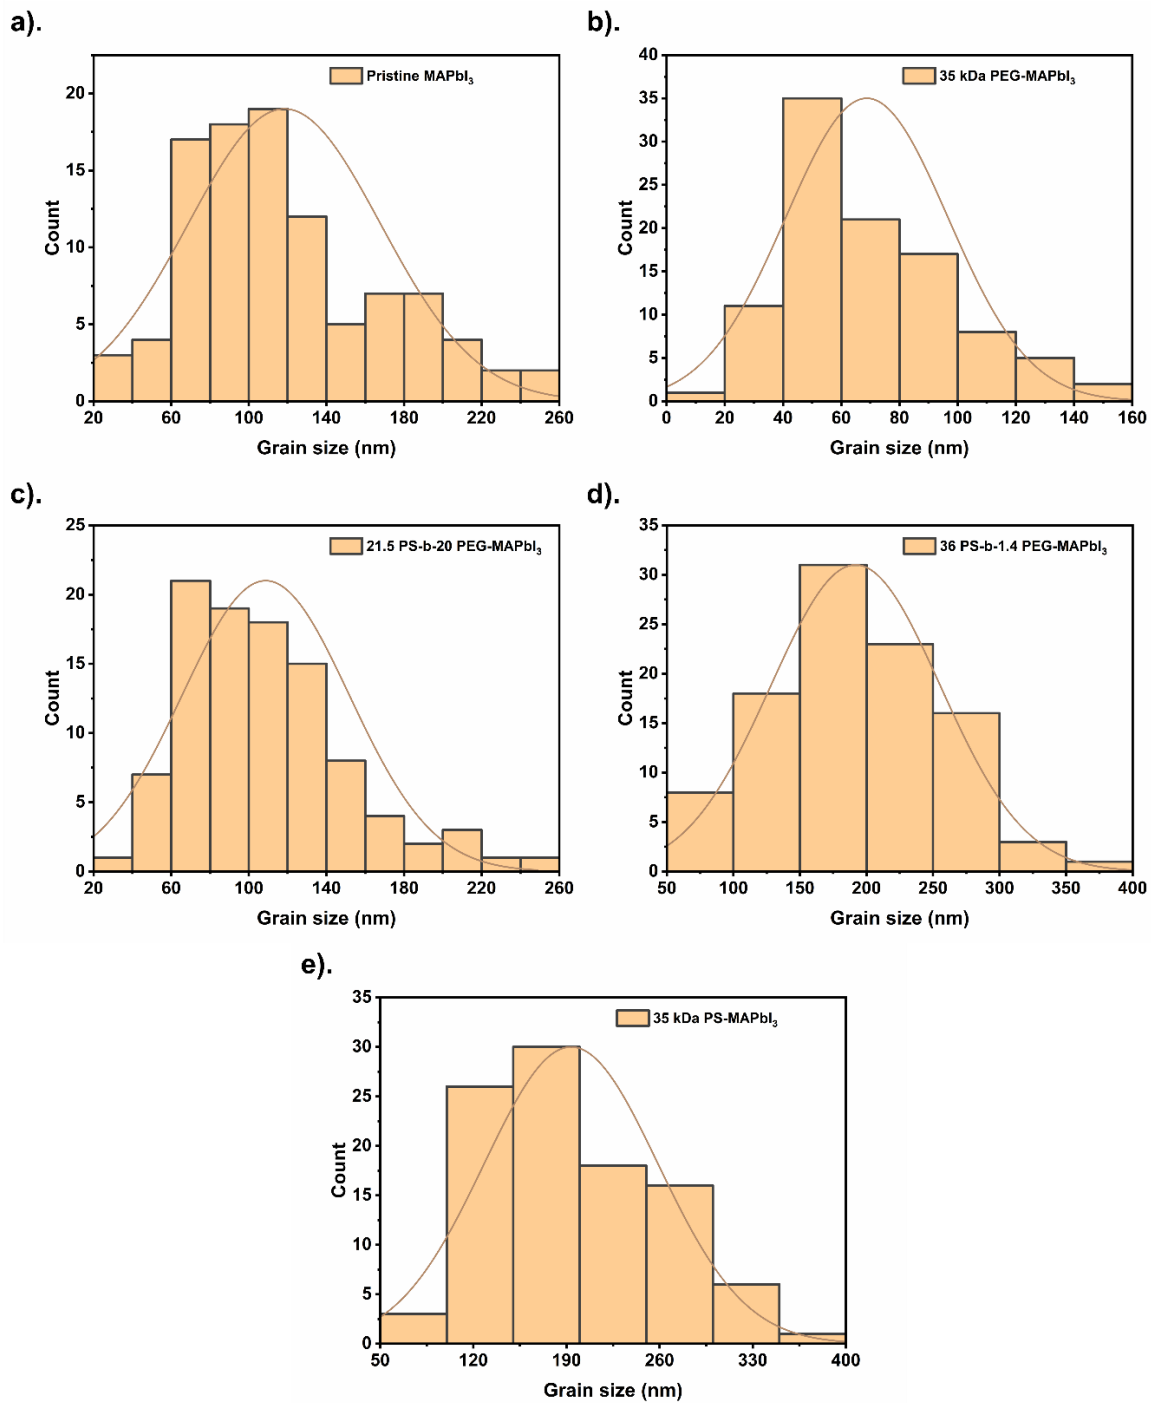 a).
Pristine MAPbI₃
20
15
10
5
0
Count
20 60 100 140 180 220 260
Grain size (nm)
b).
35 kDa PEG-MAPbI₃
40
35
30
25
20
15
10
5
0
Count
0 20 40 60 80 100 120 140 160
Grain size (nm)
c).
21.5 PS-b-20 PEG-MAPbI₃
25
20
15
10
5
0
Count
20 60 100 140 180 220 260
Grain size (nm)
d).
36 PS-b-1.4 PEG-MAPbI₃
35
30
25
20
15
10
5
0
Count
50 100 150 200 250 300 350 400
Grain size (nm)
e).
35 kDa PS-MAPbI₃
35
30
25
20
15
10
5
0
Count
50 120 190 260 330 400
Grain size (nm)